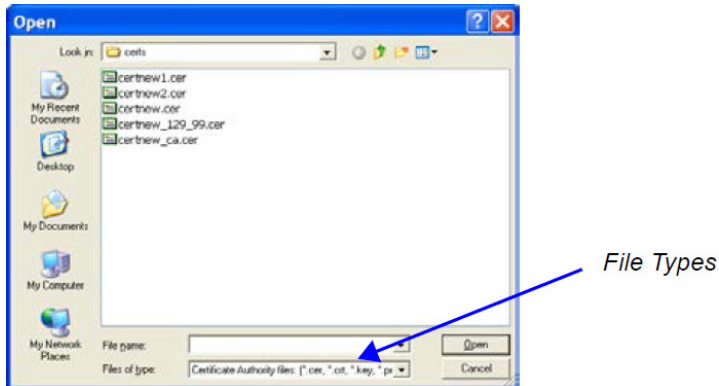 Open
Look in:
certs
certnew1.cer
certnew2.cer
certnew.cer
certnew_129_99.cer
certnew_ca.cer
My Recent
Documents
Desktop
My Documents
My Computer
My Network
Places
File name:
Open
Files of type:
Certificate Authority files: (*.cer, *.crt, *.key, *.p
Cancel
File Types